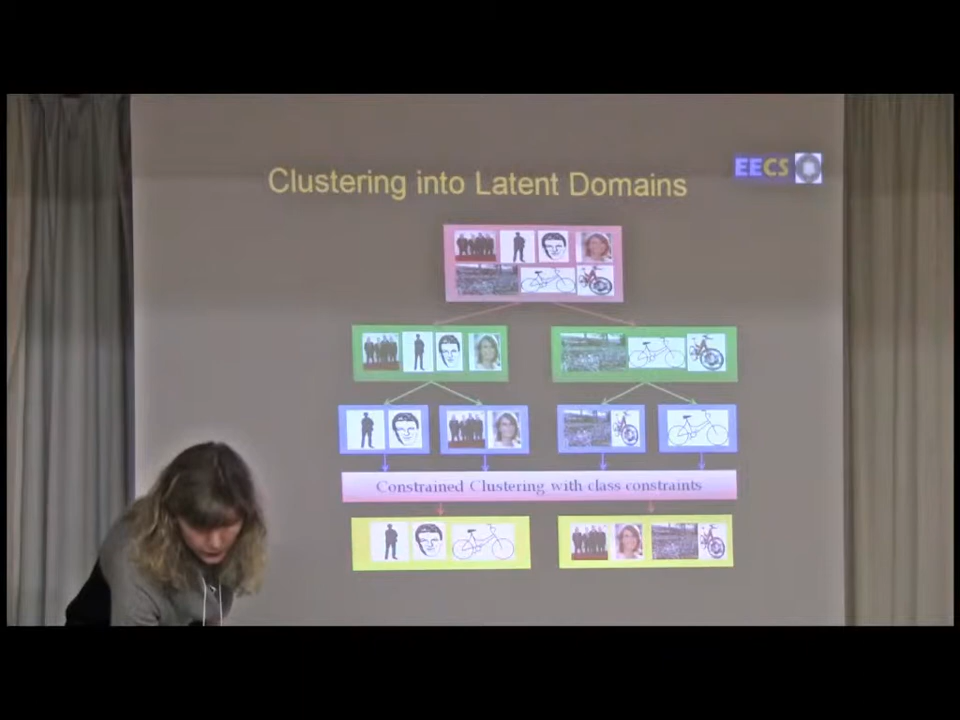 Clustering into Latent Domains
EECS
Constrained Clustering with class constraints